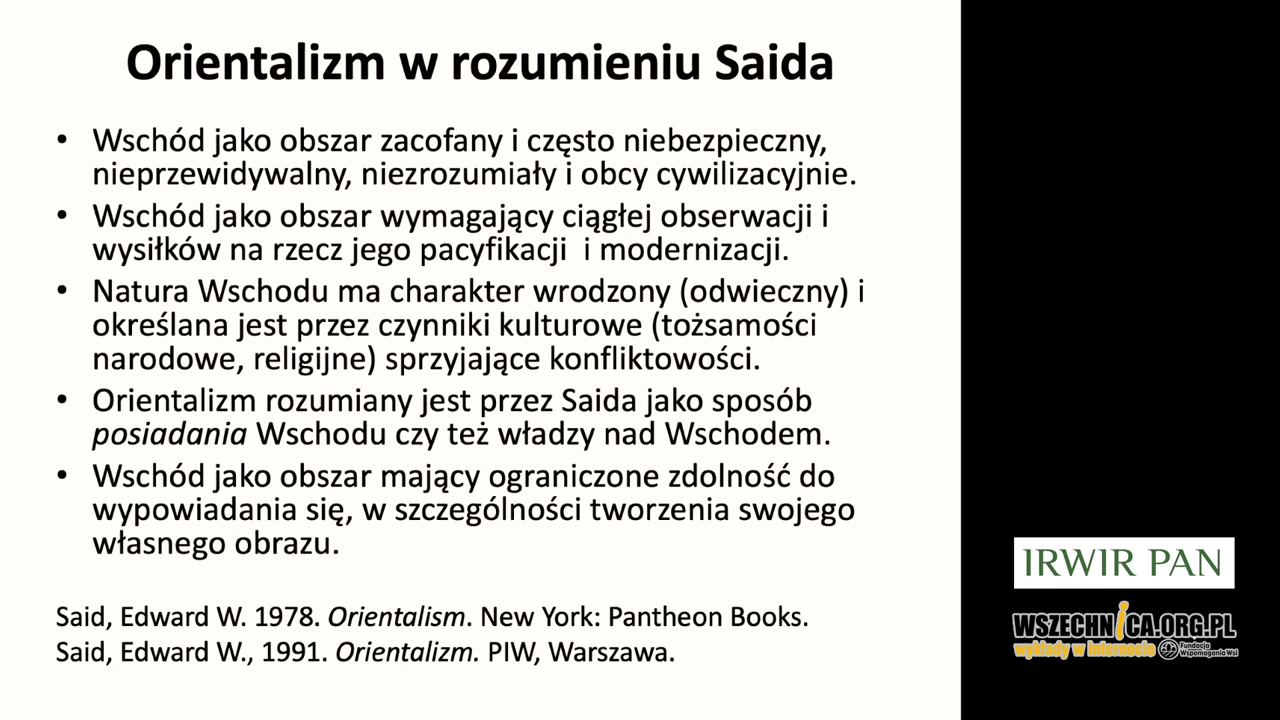 Orientalizm w rozumieniu Saida
• Wschód jako obszar zacofany i często niebezpieczny,
nieprzewidywalny, niezrozumiały i obcy cywilizacyjnie.
• Wschód jako obszar wymagający ciągłej obserwacji i
wysiłków na rzecz jego pacyfikacji  i modernizacji.
• Natura Wschodu ma charakter wrodzony (odwieczny) i
określana jest przez czynniki kulturowe (tożsamości
narodowe, religijne) sprzyjające konfliktowości.
• Orientalizm rozumiany jest przez Saida jako sposób
posiadania Wschodu czy też władzy nad Wschodem.
• Wschód jako obszar mający ograniczone zdolność do
wypowiadania się, w szczególności tworzenia swojego
własnego obrazu.
Said, Edward W. 1978. Orientalism. New York: Pantheon Books.
Said, Edward W., 1991. Orientalizm. PIW, Warszawa.
IRWIR PAN
WSZECHNICA.ORG.PL
wykłady w internecie
Fundacja
Wspomagania Wsi